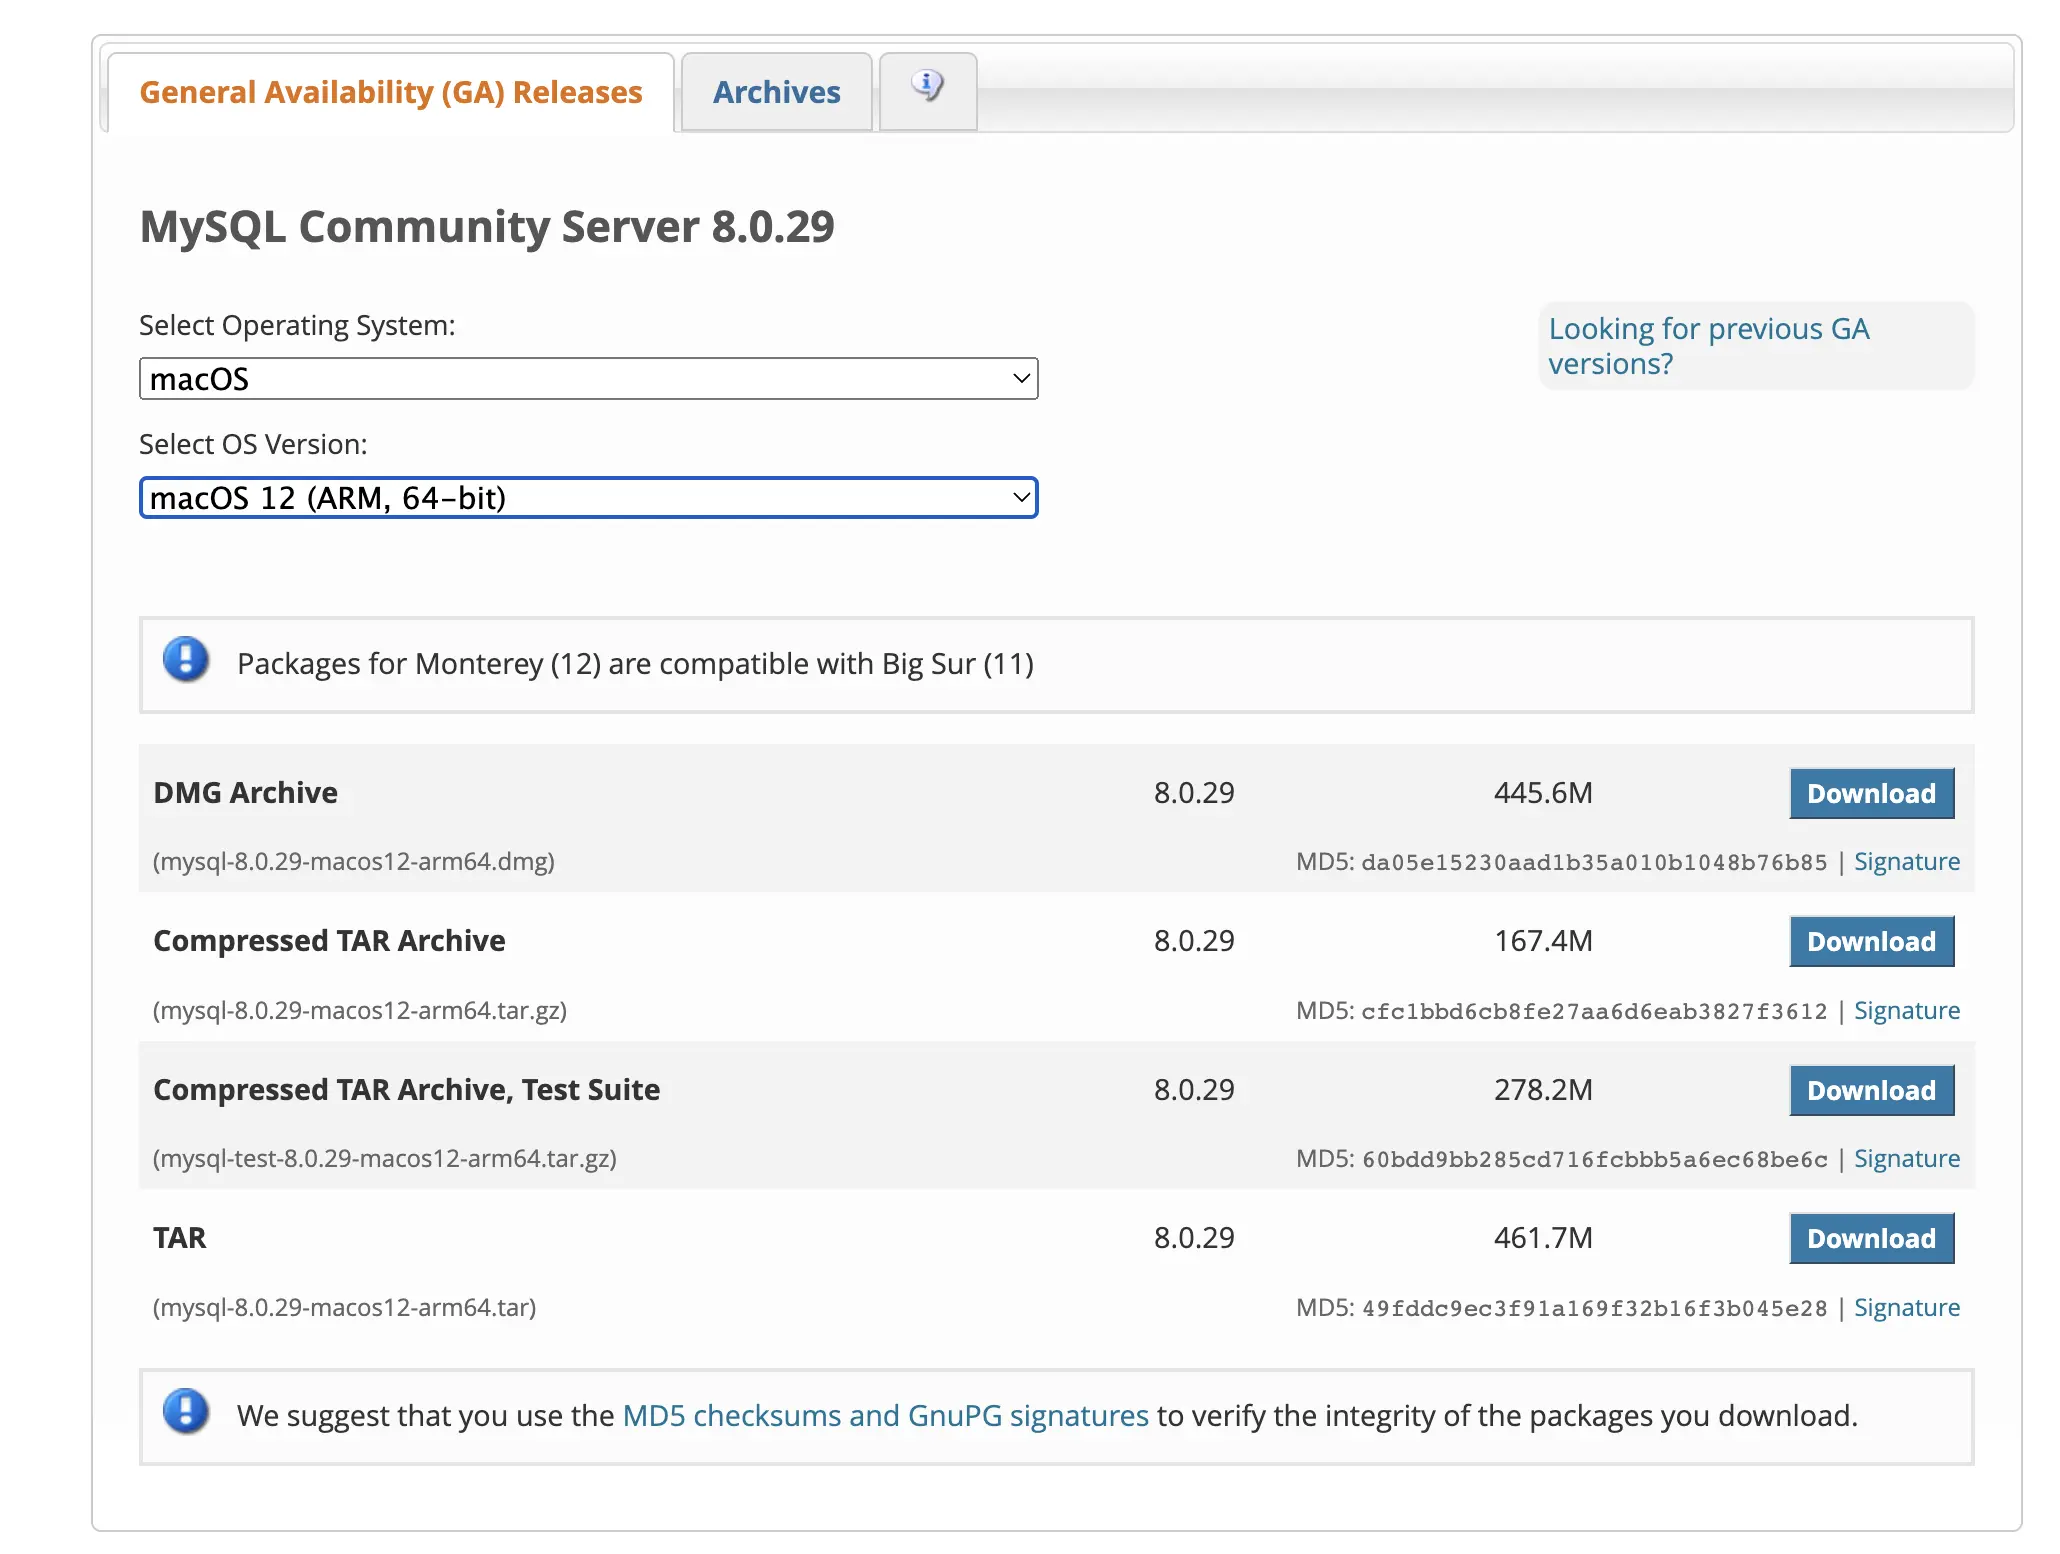 General Availability (GA) Releases
Archives
MySQL Community Server 8.0.29
Select Operating System:
Looking for previous GA
versions?
macOS
Select OS Version:
macOS 12 (ARM, 64-bit)
Packages for Monterey (12) are compatible with Big Sur (11)
DMG Archive 8.0.29 445.6M Download
(mysql-8.0.29-macos12-arm64.dmg) MD5: da05e15230aad1b35a010b1048b76b85 | Signature
Compressed TAR Archive 8.0.29 167.4M Download
(mysql-8.0.29-macos12-arm64.tar.gz) MD5: cfc1bbd6cb8fe27aa6d6eab3827f3612 | Signature
Compressed TAR Archive, Test Suite 8.0.29 278.2M Download
(mysql-test-8.0.29-macos12-arm64.tar.gz) MD5: 60bdd9bb285cd716fcbbb5a6ec68be6c | Signature
TAR 8.0.29 461.7M Download
(mysql-8.0.29-macos12-arm64.tar) MD5: 49fddc9ec3f91a169f32b16f3b045e28 | Signature
We suggest that you use the MD5 checksums and GnuPG signatures to verify the integrity of the packages you download.